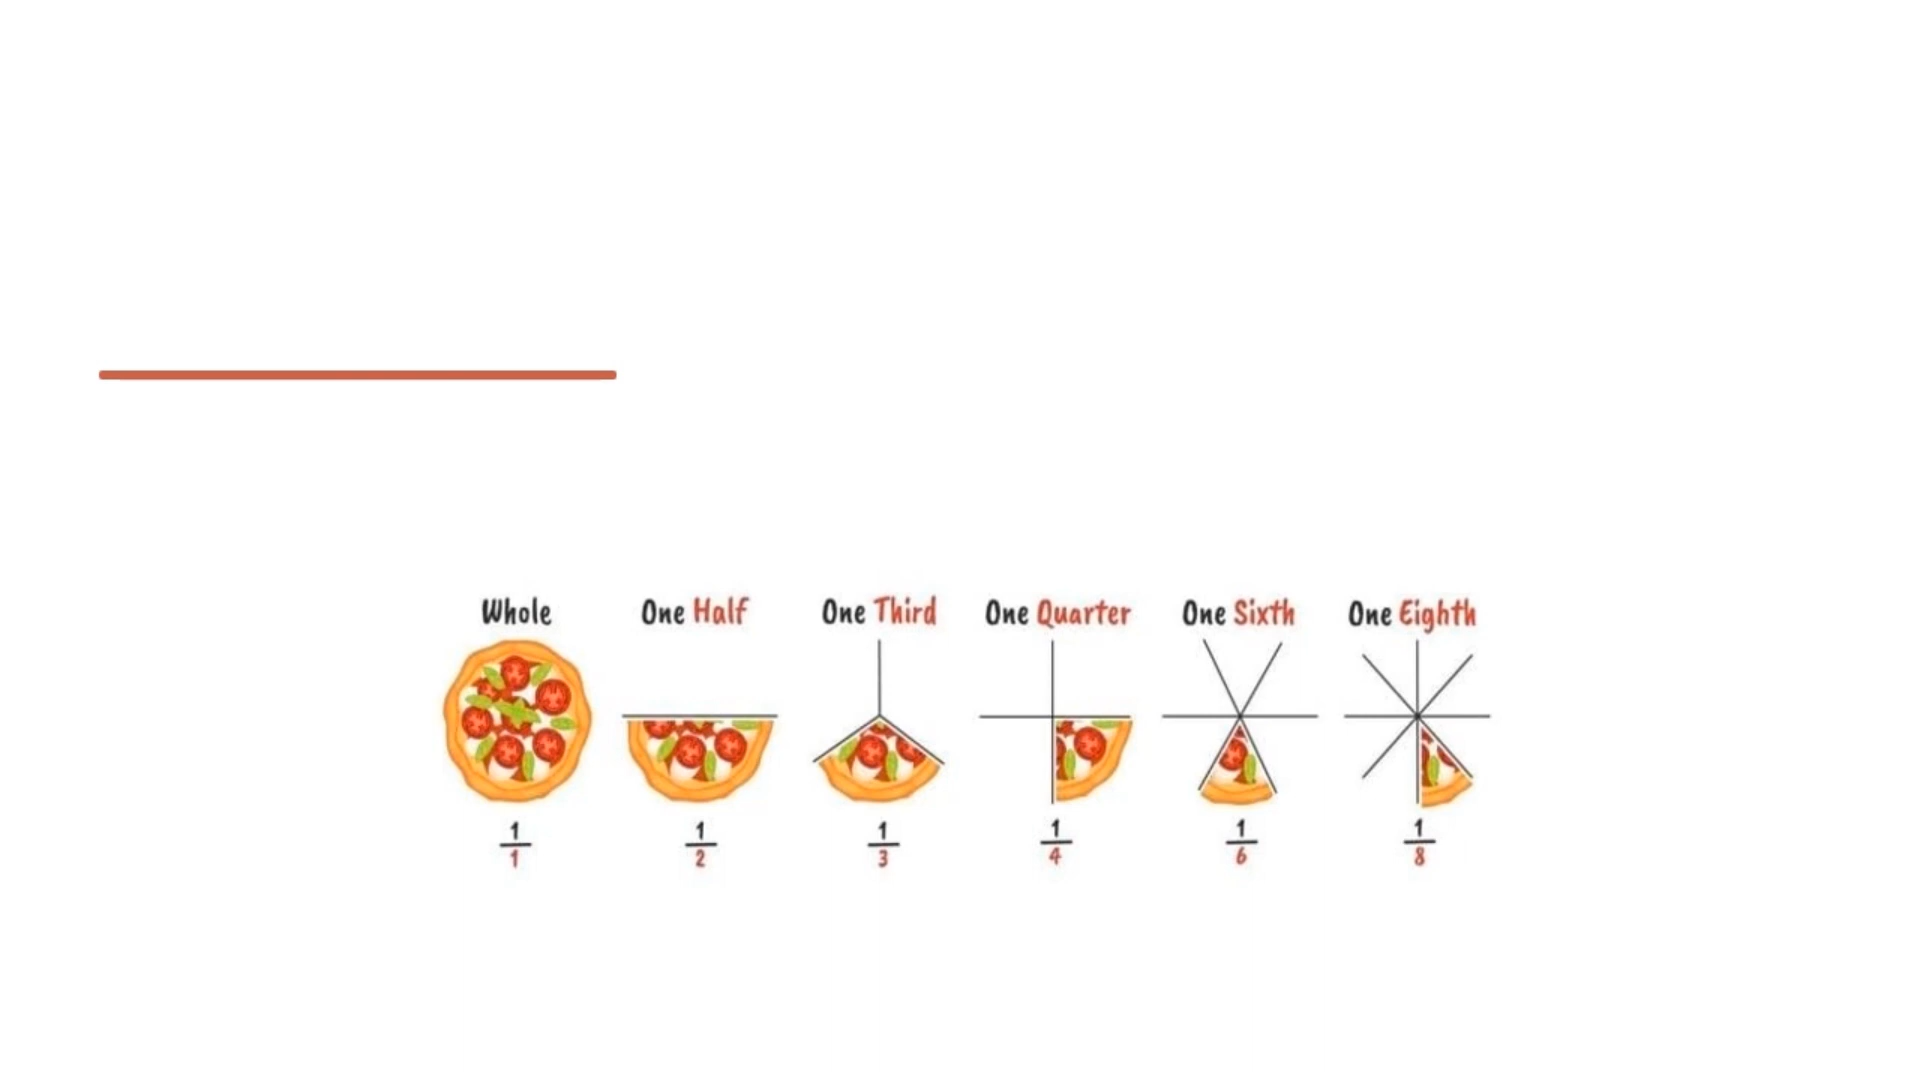 Whole One Half One Third One Quarter One Sixth One Eighth
1/1 1/2 1/3 1/4 1/6 1/8